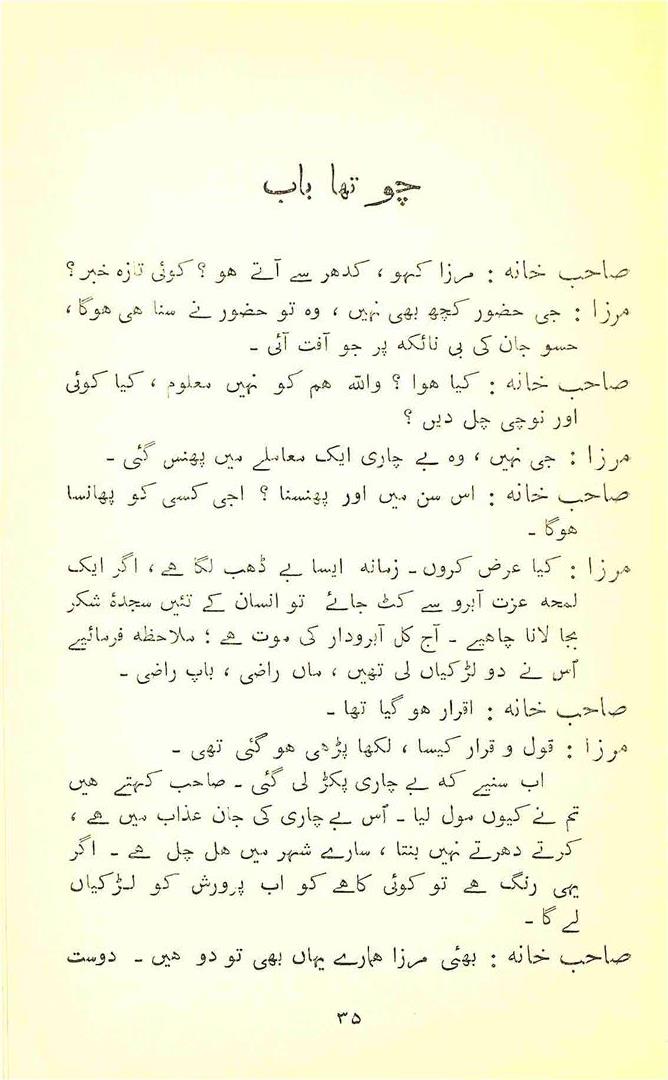 چوتھا باب
صاحب خانہ : مرزا کہو ، کدھر سے آتے ہو ؟ کوئی تازہ خبر ؟
مرزا : جی حضور کچھ بھی نہیں ، وہ تو حضور نے سنا ہی ہوگا ،
حسو جان کی بی نائکہ پر جو آفت آئی ۔
صاحب خانہ : کیا ہوا ؟ واللہ ہم کو نہیں معلوم ، کیا کوئی
اور نوچی چل دیں ؟
مرزا : جی نہیں ، وہ بے چاری ایک معاملے میں پھنس گئی ۔
صاحب خانہ : اس سن میں اور پھنسنا ؟ اجی کسی کو پھانسا
ہوگا ۔
مرزا : کیا عرض کروں ۔ زمانہ ایسا بے ڈھب لگا ہے ، اگر ایک
لمحہ عزت آبرو سے کٹ جائے تو انسان کے تئیں سجدۂ شکر
بجا لانا چاہیے ۔ آج کل آبرودار کی موت ہے ؛ ملاحظہ فرمائیے
اُس نے دو لڑکیاں لی تھیں ، ماں راضی ، باپ راضی ۔
صاحب خانہ : اقرار ہو گیا تھا ۔
مرزا : قول و قرار کیسا ، لکھا پڑھی ہو گئی تھی ۔
اب سنیے کہ بے چاری پکڑ لی گئی ۔ صاحب کہتے ہیں
تم نے کیوں مول لیا ۔ اُس بے چاری کی جان عذاب میں ہے ،
کرتے دھرتے نہیں بنتا ، سارے شہر میں ہل چل ہے ۔ اگر
یہی رنگ ہے تو کوئی کاہے کو اب پرورش کو لڑکیاں
لے گا ۔
صاحب خانہ : بھئی مرزا ہمارے یہاں بھی تو دو ہیں ۔ دوست
۳۵